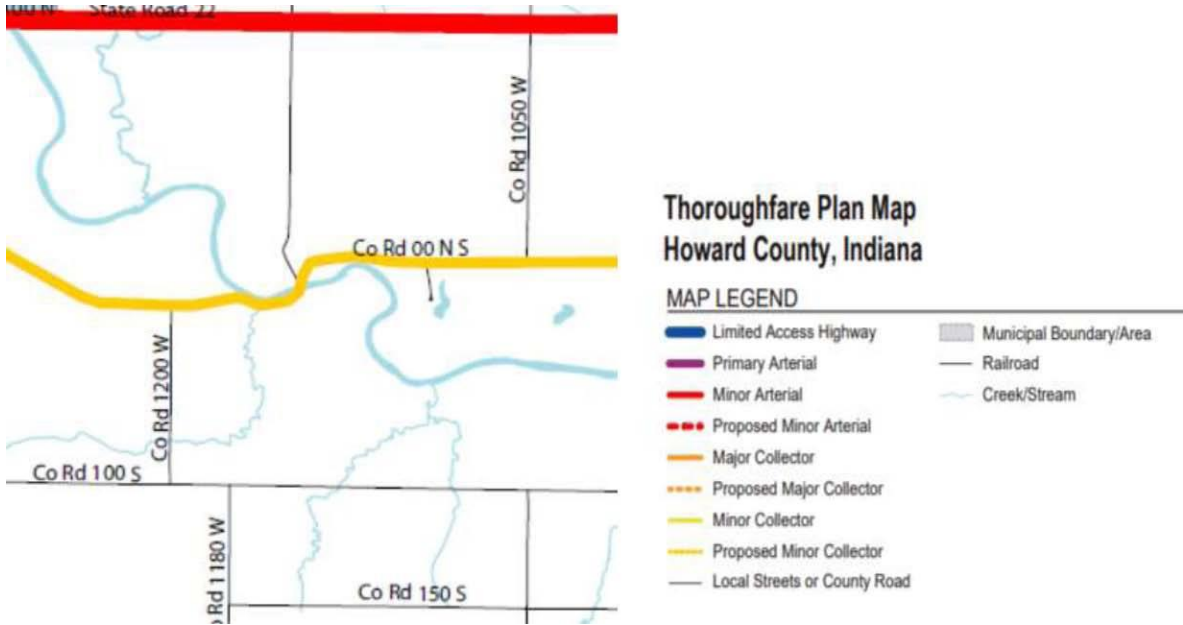 State Road 22
Co Rd 1050 W
Co Rd 00 N S
Co Rd 1200 W
Co Rd 100 S
Co Rd 150 S
Thoroughfare Plan Map
Howard County, Indiana
MAP LEGEND
Limited Access Highway
Primary Arterial
Minor Arterial
Proposed Minor Arterial
Major Collector
Proposed Major Collector
Minor Collector
Proposed Minor Collector
Local Streets or County Road
Municipal Boundary/Area
Railroad
Creek/Stream
Rd 1180 W